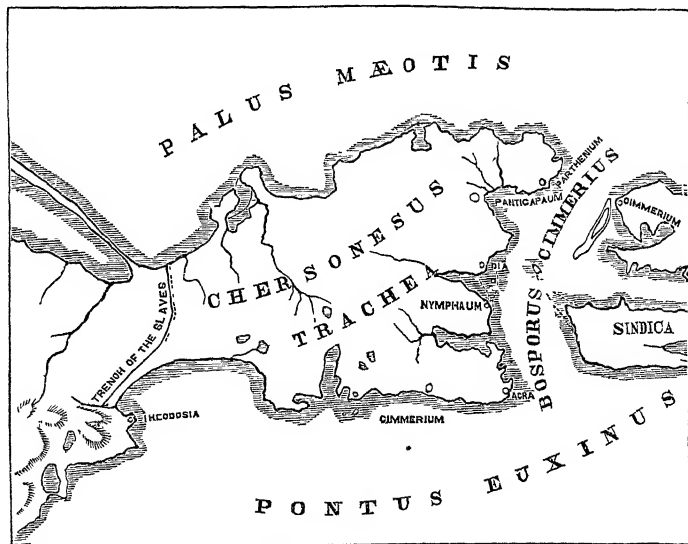 PALUS MÆOTIS
PARTHENIUM
PANTICAPAUM
CIMMERIUM
CHERSONESUS
TRACHEA
DIA
NYMPHAUM
BOSPORUS CIMMERIUS
SINDICA
TRENCH OF THE SLAVES
ACRA
THEODOSIA
CIMMERIUM
PONTUS EUXINUS